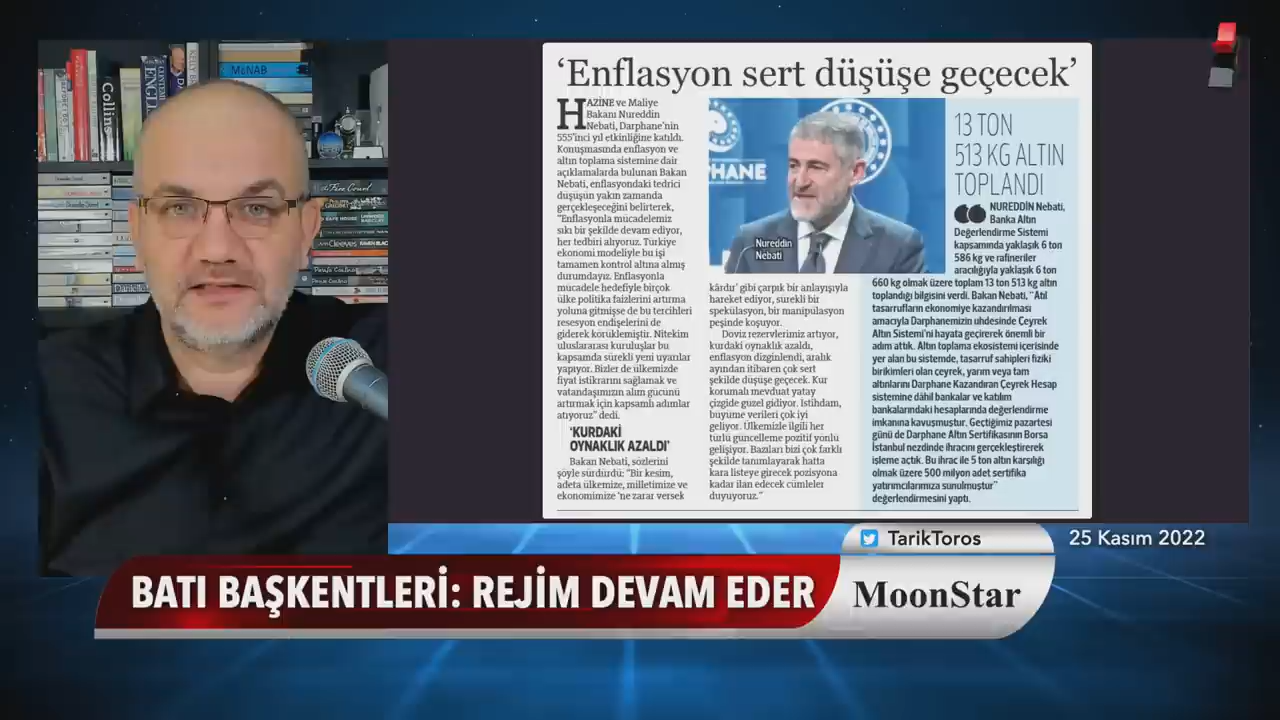 McNAB
Collins
'Enflasyon sert düşüşe geçecek'
HAZİNE ve Maliye
Bakanı Nureddin
Nebati, Darphane'nin
555'inci yıl etkinliğine katıldı.
Konuşmasında enflasyon ve
altın toplama sistemine dair
açıklamalarda bulunan Bakan
Nebati, enflasyondaki tedrici
düşüşün yakın zamanda
gerçekleşeceğini belirterek,
"Enflasyonla mücadelemiz
sıkı bir şekilde devam ediyor,
her tedbiri alıyoruz. Türkiye
ekonomi modeliyle bu işi
tamamen kontrol altına almış
durumdayız. Enflasyonla
mücadele hedefiyle birçok
ülke politika faizlerini artırma
yoluna gitmişse de bu tercihleri
resesyon endişelerini de
giderek körüklemiştir. Nitekim
uluslararası kuruluşlar bu
kapsamda sürekli yeni uyarılar
yapıyor. Bizler de ülkemizde
fiyat istikrarını sağlamak ve
vatandaşımızın alım gücünü
artırmak için kapsamlı adımlar
atıyoruz" dedi.
'KURDAKİ
OYNAKLIK AZALDI'
Bakan Nebati, sözlerini
şöyle sürdürdü: "Bir kesim,
adeta ülkemize, milletimize ve
ekonomimize 'ne zarar versek
PHANE
Nureddin
Nebati
kârdır' gibi çarpık bir anlayışıyla
hareket ediyor, sürekli bir
spekülasyon, bir manipülasyon
peşinde koşuyor.
Döviz rezervlerimiz artıyor,
kurdaki oynaklık azaldı,
enflasyon dizginlendi, aralık
ayından itibaren çok sert
şekilde düşüşe geçecek. Kur
korumalı mevduat yatay
çizgide güzel gidiyor. İstihdam,
büyüme verileri çok iyi
geliyor. Ülkemizle ilgili her
türlü güncelleme pozitif yönlü
gelişiyor. Bazıları bizi çok farklı
şekilde tanımlayarak hatta
kara listeye girecek pozisyona
kadar ilan edecek cümleler
duyuyoruz."
13 TON
513 KG ALTIN
TOPLANDI
NUREDDİN Nebati,
Banka Altın
Değerlendirme Sistemi
kapsamında yaklaşık 6 ton
586 kg ve rafineriler
aracılığıyla yaklaşık 6 ton
660 kg olmak üzere toplam 13 ton 513 kg altın
toplandığı bilgisini verdi. Bakan Nebati, "Atıl
tasarrufların ekonomiye kazandırılması
amacıyla Darphanemizin uhdesinde Çeyrek
Altın Sistemi'ni hayata geçirerek önemli bir
adım attık. Altın toplama ekosistemi içerisinde
yer alan bu sistemde, tasarruf sahipleri fiziki
birikimleri olan çeyrek, yarım veya tam
altınlarını Darphane Kazandıran Çeyrek Hesap
sistemine dâhil bankalar ve katılım
bankalarındaki hesaplarında değerlendirme
imkanına kavuşmuştur. Geçtiğimiz pazartesi
günü de Darphane Altın Sertifikasının Borsa
İstanbul nezdinde ihracını gerçekleştirerek
işleme açtık. Bu ihraç ile 5 ton altın karşılığı
olmak üzere 500 milyon adet sertifika
yatırımcılarımıza sunulmuştur"
değerlendirmesini yaptı.
TarikToros
25 Kasım 2022
BATI BAŞKENTLERİ: REJİM DEVAM EDER
MoonStar